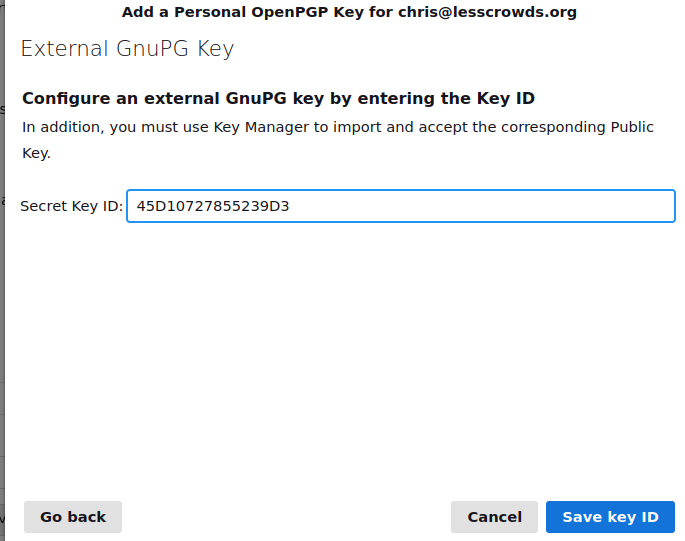 Add a Personal OpenPGP Key for chris@lesscrowds.org
External GnuPG Key
Configure an external GnuPG key by entering the Key ID
In addition, you must use Key Manager to import and accept the corresponding Public
Key.
Secret Key ID: 45D10727855239D3
Go back Cancel Save key ID